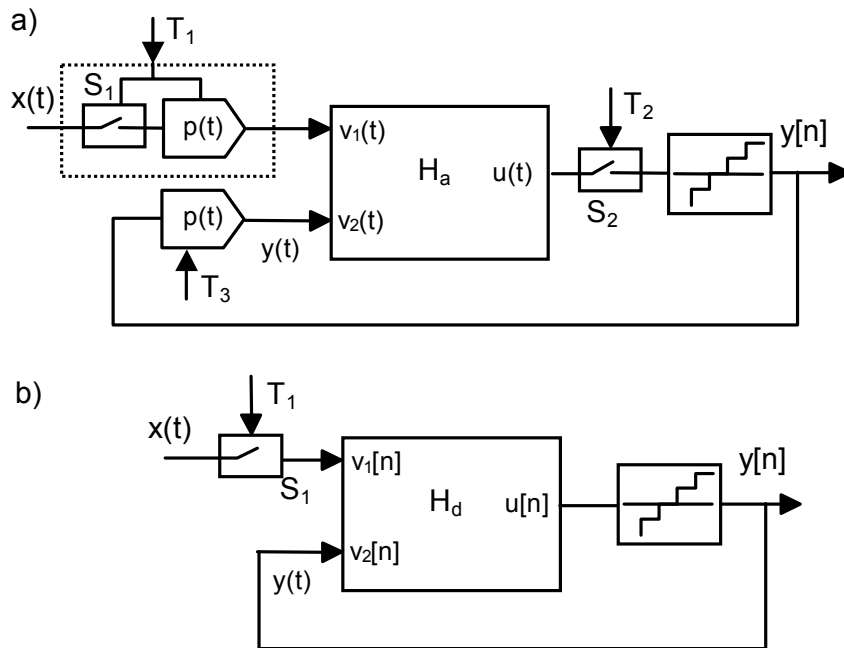 a)
T1
S1
x(t)
p(t)
v1(t)
Ha
u(t)
T2
S2
y[n]
p(t)
y(t)
v2(t)
T3
b)
T1
x(t)
S1
v1[n]
Hd
u[n]
y[n]
v2[n]
y(t)